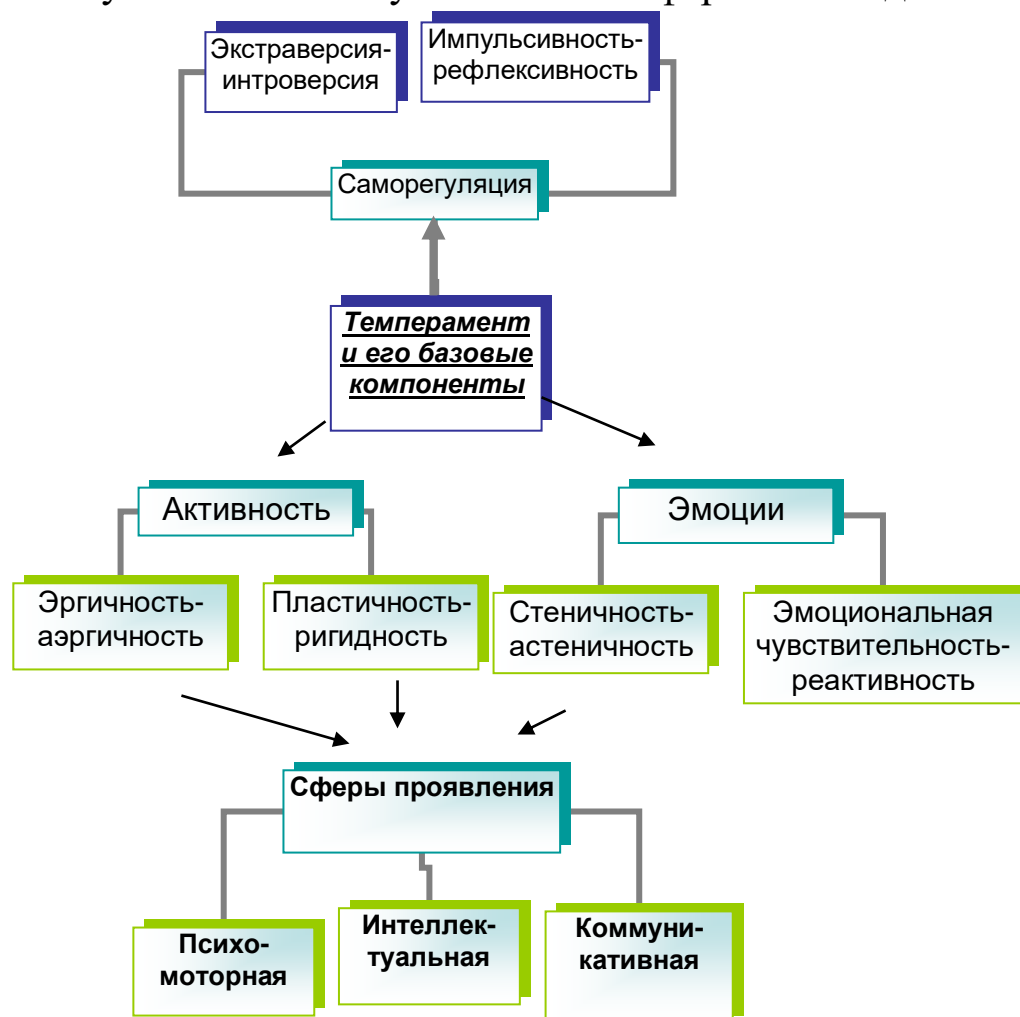 Экстраверсия-
интроверсия
Импульсивность-
рефлексивность
Саморегуляция
Темперамент
и его базовые
компоненты
Активность
Эмоции
Эргичность-
аэргичность
Пластичность-
ригидность
Стеничность-
астеничность
Эмоциональная
чувствительность-
реактивность
Сферы проявления
Психо-
моторная
Интеллек-
туальная
Коммуни-
кативная